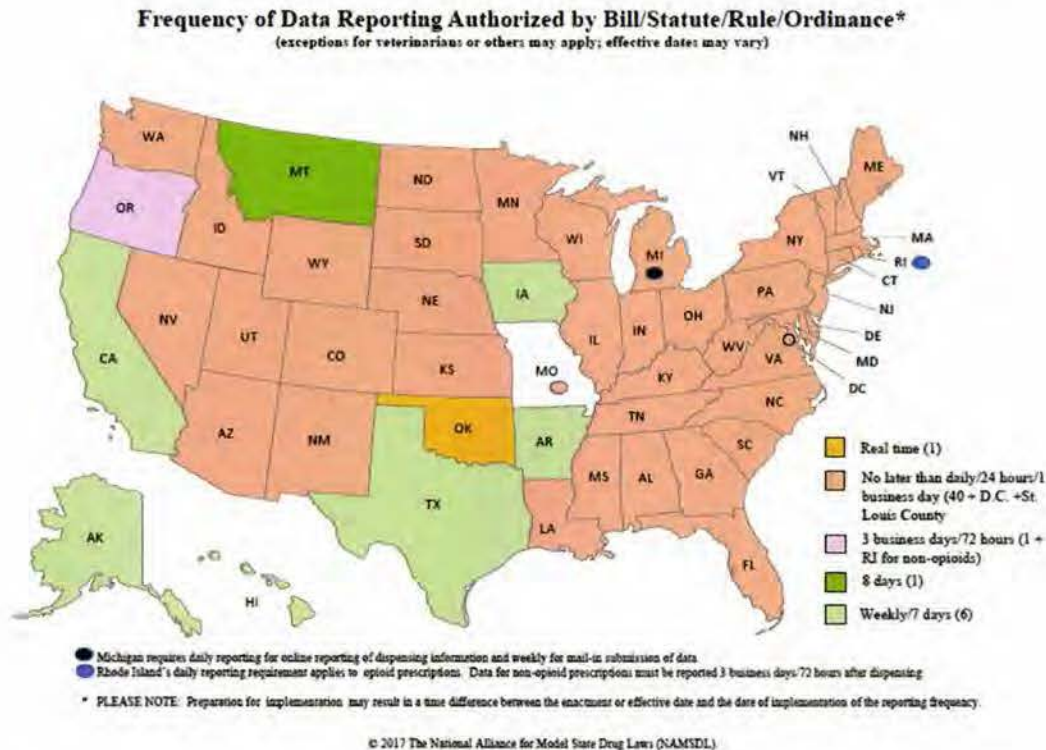 Frequency of Data Reporting Authorized by Bill/Statute/Rule/Ordinance*
(exceptions for veterinarians or others may apply; effective dates may vary)
WA
MT
ND
MN
OR
ID
WY
SD
WI
MI
NH
VT
ME
NY
MA
RI
CT
NJ
PA
DE
MD
DC
NV
UT
CO
NE
IA
IL
IN
OH
WV
VA
CA
KS
MO
KY
NC
AZ
NM
OK
AR
TN
SC
TX
LA
MS
AL
GA
FL
AK
HI
Real time (1)
No later than daily/24 hours/1
business day (40 + D.C. +St.
Louis County
3 business days/72 hours (1 +
RI for non-opioids)
8 days (1)
Weekly/7 days (6)
Michigan requires daily reporting for online reporting of dispensing information and weekly for mail-in submission of data.
Rhode Island's daily reporting requirement applies to opioid prescriptions. Data for non-opioid prescriptions must be reported 3 business days/72 hours after dispensing
* PLEASE NOTE: Preparation for implementation may result in a time difference between the enactment or effective date and the date of implementation of the reporting frequency.
© 2017 The National Alliance for Model State Drug Laws (NAMSDL).